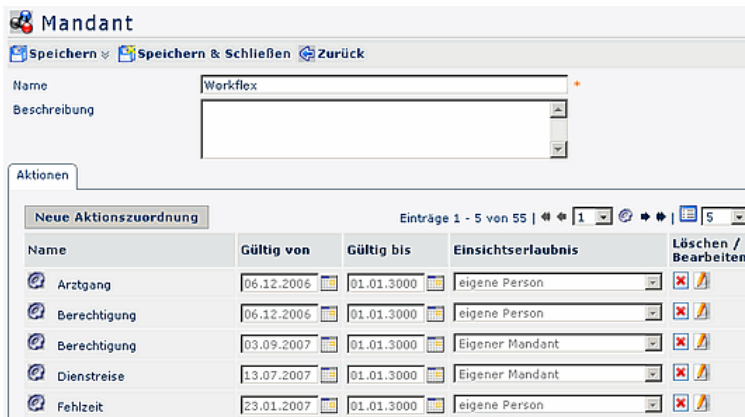 Mandant
Speichern Speichern & Schließen Zurück
Name Workflex *
Beschreibung
Aktionen
Neue Aktionszuordnung Einträge 1 - 5 von 55 | 1 | 5
Name Gültig von Gültig bis Einsichtserlaubnis Löschen / Bearbeiten
Arztgang 06.12.2006 01.01.3000 eigene Person
Berechtigung 06.12.2006 01.01.3000 eigene Person
Berechtigung 03.09.2007 01.01.3000 Eigener Mandant
Dienstreise 13.07.2007 01.01.3000 Eigener Mandant
Fehlzeit 23.01.2007 01.01.3000 eigene Person